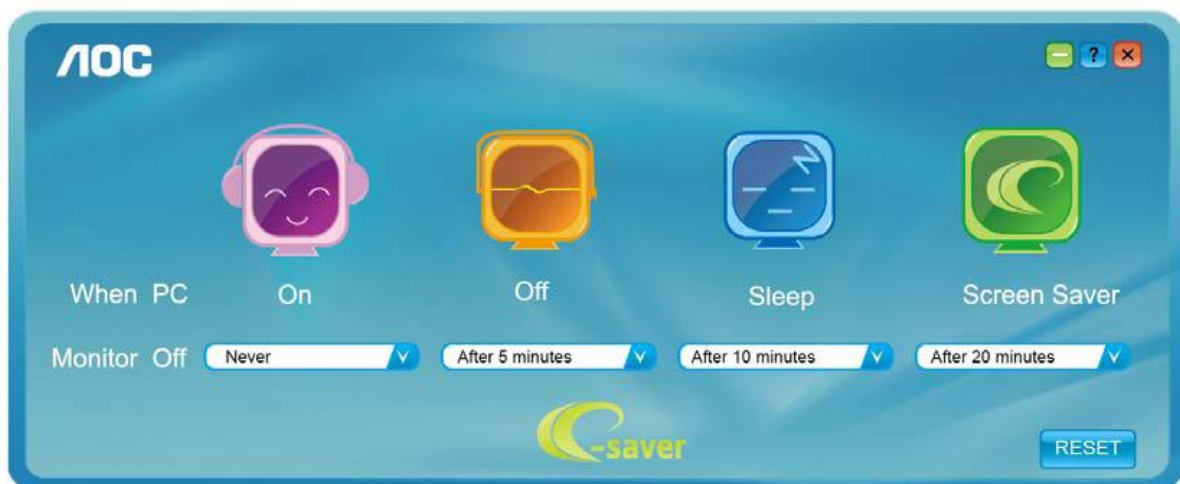 AOC
?
When PC On Off Sleep Screen Saver
Monitor Off Never After 5 minutes After 10 minutes After 20 minutes
e-saver
RESET